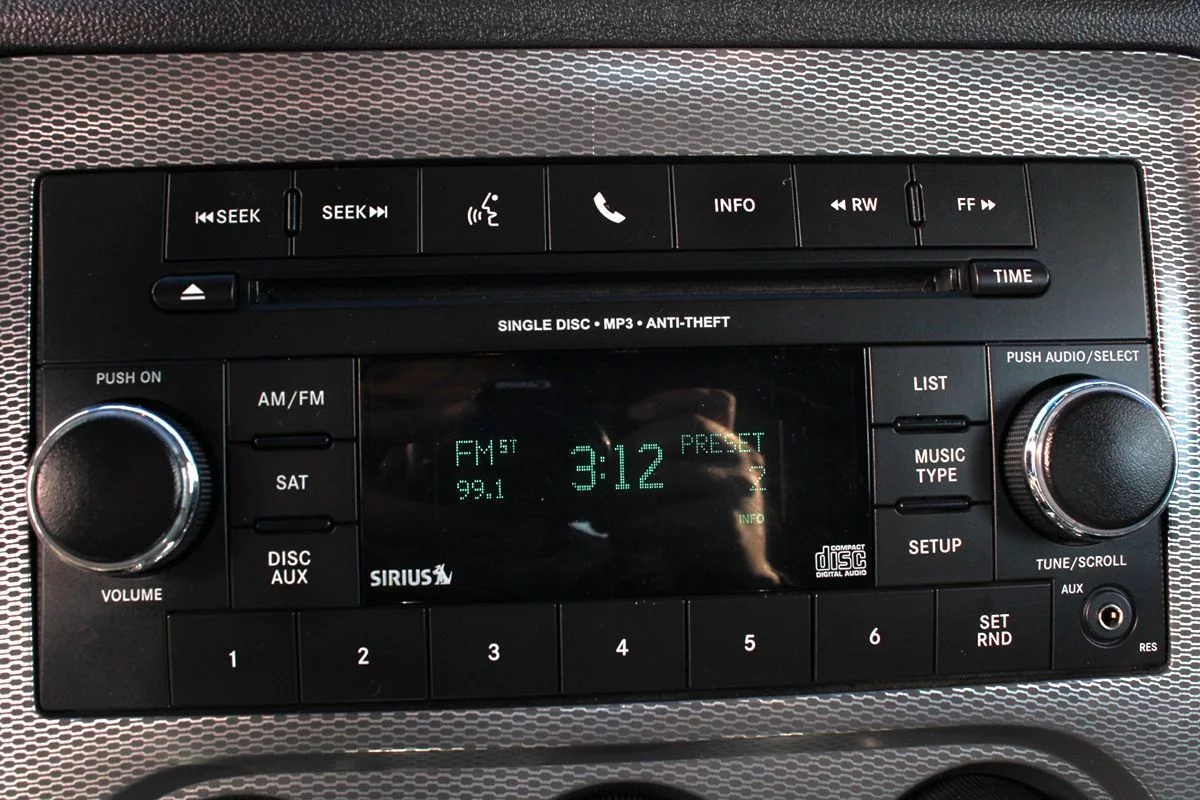 SEEK
SEEK
INFO
RW
FF
TIME
SINGLE DISC • MP3 • ANTI-THEFT
PUSH ON
VOLUME
AM/FM
SAT
DISC
AUX
FM ST
99.1
3:12
PRESET
2
INFO
SIRIUS
COMPACT
disc
DIGITAL AUDIO
LIST
MUSIC
TYPE
SETUP
PUSH AUDIO/SELECT
TUNE/SCROLL
AUX
RES
1
2
3
4
5
6
SET
RND